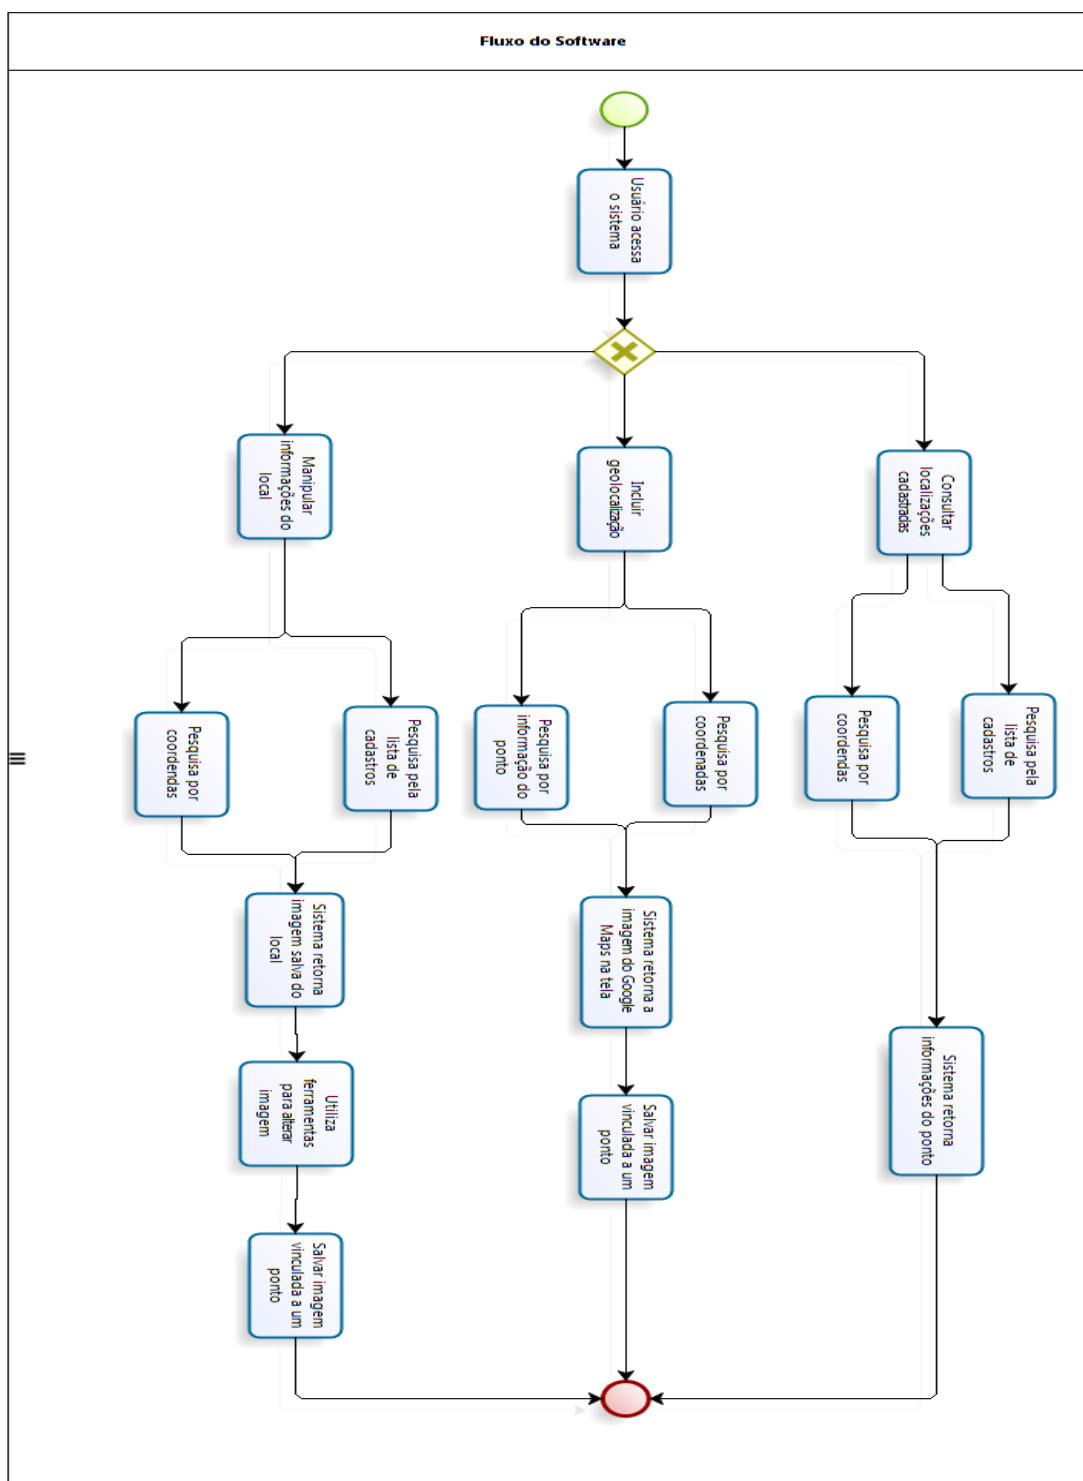 Fluxo do Software
Usuário acessa
o sistema
Consultar
localizações
cadastradas
Pesquisa pela
lista de
cadastros
Pesquisa por
coordendas
Sistema retorna
informações do ponto
Incluir
geolocalização
Pesquisa por
coordenadas
Pesquisa por
informação do
ponto
Sistema retorna a
imagem do Google
Maps na tela
Salvar imagem
vinculada a um
ponto
Manipular
informações do
local
Pesquisa pela
lista de
cadastros
Pesquisa por
coordendas
Sistema retorna
imagem salva do
local
Utiliza
ferramentas
para alterar
imagem
Salvar imagem
vinculada a um
ponto